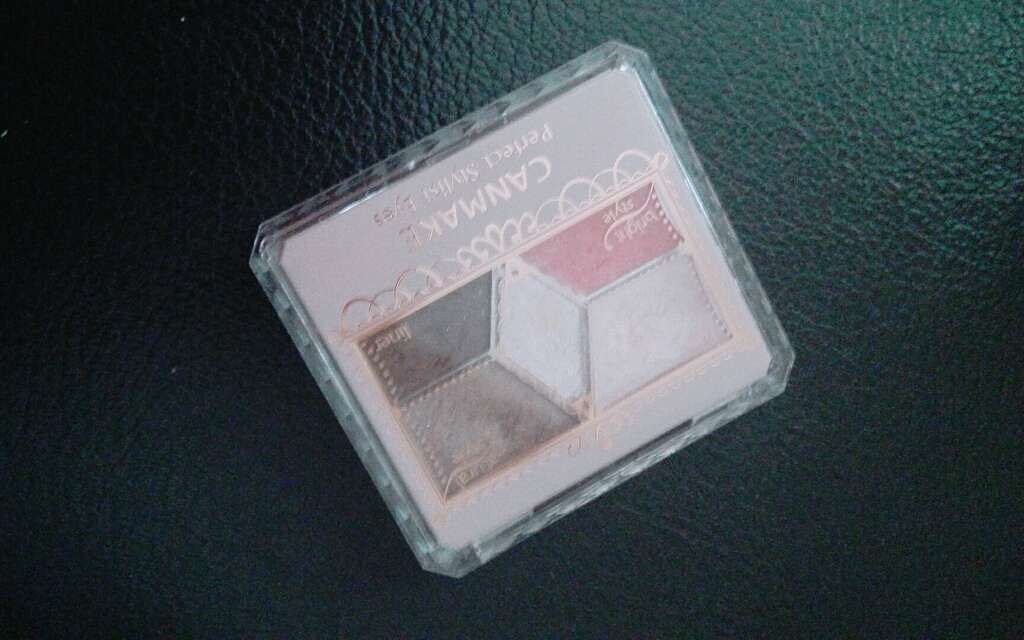 Perfect Stylist Eyes
CANMAKE
bright
style
liner